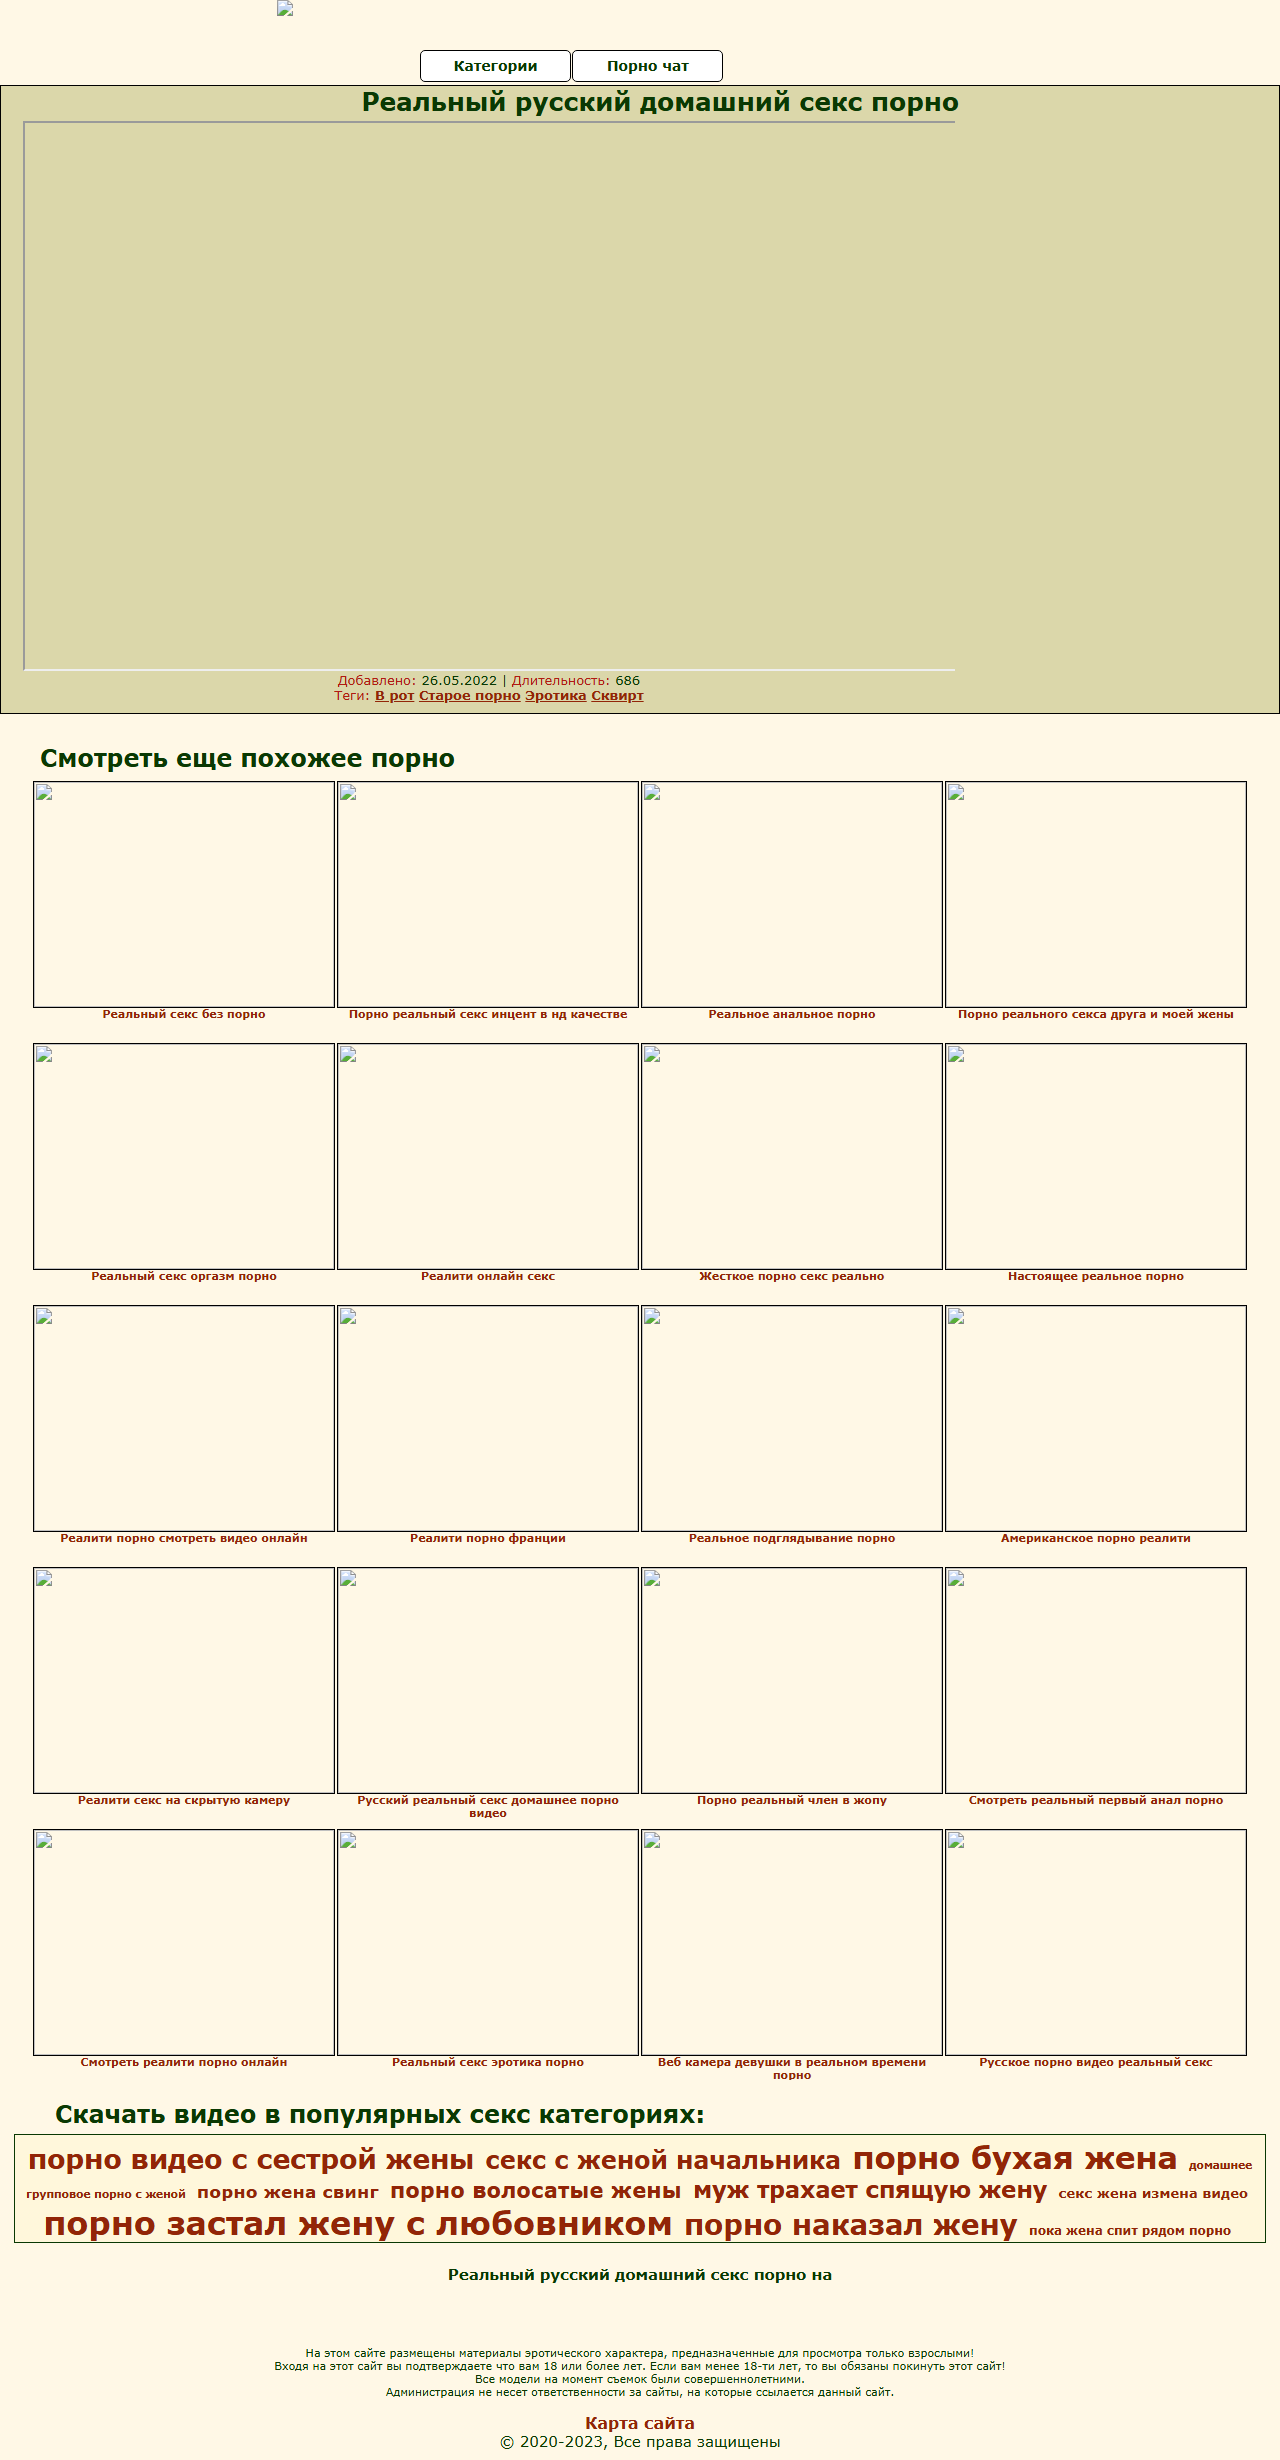 Категории Порно чат
Реальный русский домашний секс порно
Добавлено: 26.05.2022 | Длительность: 686
Теги: В рот Старое порно Эротика Сквирт
Смотреть еще похожее порно
Реальный секс без порно
Порно реальный секс инцент в нд качестве
Реальное анальное порно
Порно реального секса друга и моей жены
Реальный секс оргазм порно
Реалити онлайн секс
Жесткое порно секс реально
Настоящее реальное порно
Реалити порно смотреть видео онлайн
Реалити порно франции
Реальное подглядывание порно
Американское порно реалити
Реалити секс на скрытую камеру
Русский реальный секс домашнее порно
видео
Порно реальный член в жопу
Смотреть реальный первый анал порно
Смотреть реалити порно онлайн
Реальный секс эротика порно
Веб камера девушки в реальном времени
порно
Русское порно видео реальный секс
Скачать видео в популярных секс категориях:
порно видео с сестрой жены секс с женой начальника порно бухая жена домашнее
групповое порно с женой порно жена свинг порно волосатые жены муж трахает спящую жену секс жена измена видео
порно застал жену с любовником порно наказал жену пока жена спит рядом порно
Реальный русский домашний секс порно на
На этом сайте размещены материалы эротического характера, предназначенные для просмотра только взрослыми!
Входя на этот сайт вы подтверждаете что вам 18 или более лет. Если вам менее 18-ти лет, то вы обязаны покинуть этот сайт!
Все модели на момент съемок были совершеннолетними.
Администрация не несет ответственности за сайты, на которые ссылается данный сайт.
Карта сайта
© 2020-2023, Все права защищены